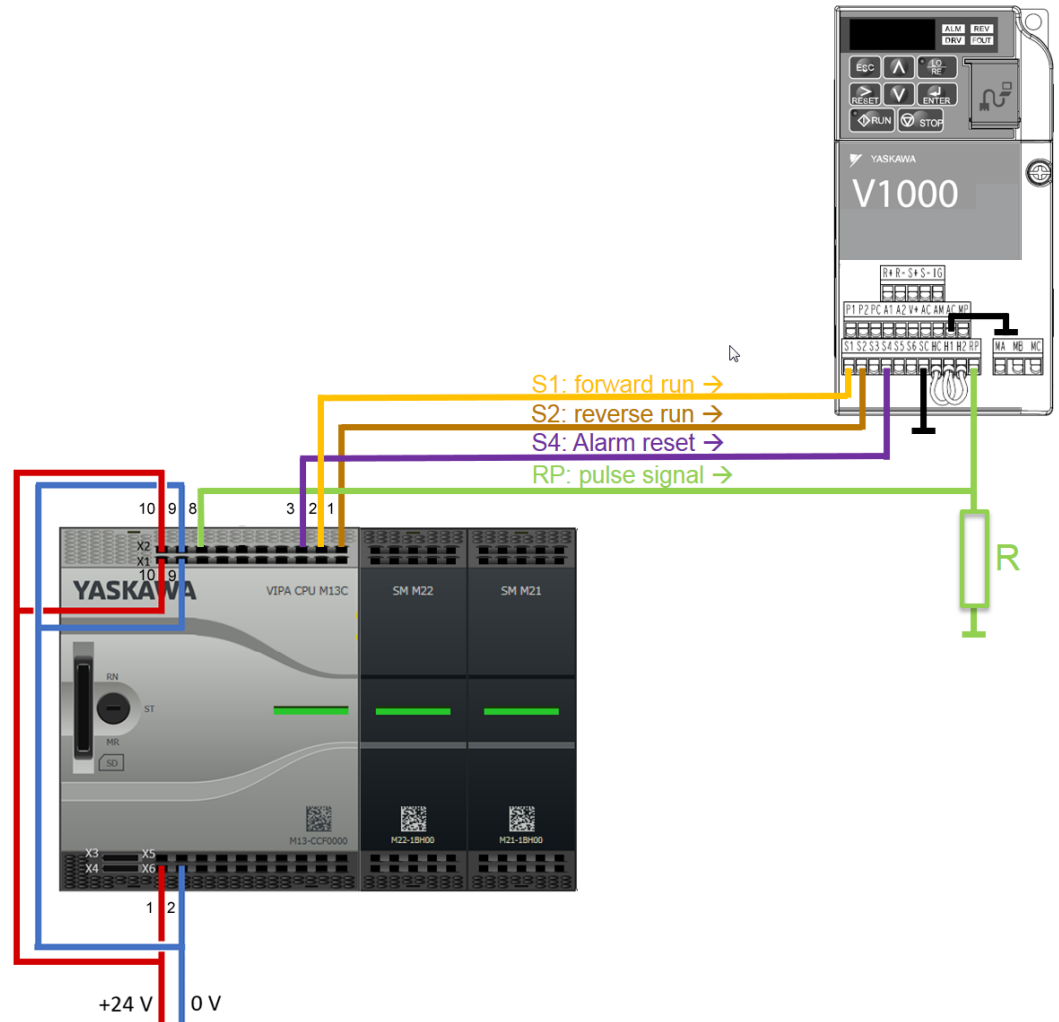 ALM REV
DRV FOUT
ESC
LO
RE
RESET
ENTER
RUN
STOP
YASKAWA
V1000
R+ R- S+ S- IG
P1 P2 PC A1 A2 V+ AC AM AC MP
S1 S2 S3 S4 S5 S6 SC HC H1 H2 RP
MA MB MC
S1: forward run →
S2: reverse run →
S4: Alarm reset →
RP: pulse signal →
10 9 8 3 2 1
X2
X1
10 9
YASKAWA
VIPA CPU M13C
SM M22
SM M21
R
RN
ST
MR
SD
M13-CCF0000
M22-1BH00
M21-1BH00
X3 X5
X4 X6
1 2
+24 V 0 V